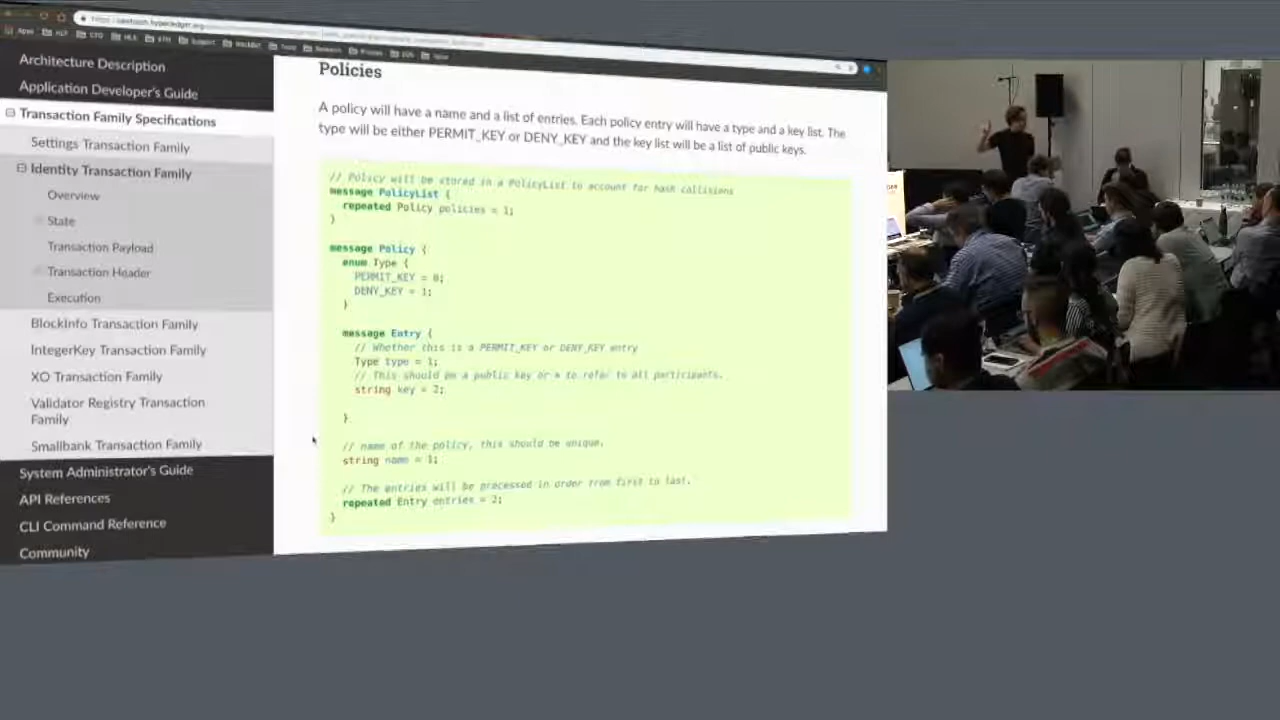 Apps
Architecture Description
Application Developer's Guide
Transaction Family Specifications
Settings Transaction Family
Identity Transaction Family
Overview
State
Transaction Payload
Transaction Header
Execution
BlockInfo Transaction Family
IntegerKey Transaction Family
XO Transaction Family
Validator Registry Transaction
Family
Smallbank Transaction Family
System Administrator's Guide
API References
CLI Command Reference
Community
Policies
A policy will have a name and a list of entries. Each policy entry will have a type and a key list. The
type will be either PERMIT_KEY or DENY_KEY and the key list will be a list of public keys.
// Policy will be stored in a PolicyList to account for hash collisions
message PolicyList {
repeated Policy policies = 1;
}
message Policy {
enum Type {
PERMIT_KEY = 0;
DENY_KEY = 1;
}
message Entry {
// Whether this is a PERMIT_KEY or DENY_KEY entry
Type type = 1;
// This should be a public key or * to refer to all participants.
string key = 2;
}
// name of the policy, this should be unique.
string name = 1;
// The entries will be processed in order from first to last.
repeated Entry entries = 2;
}